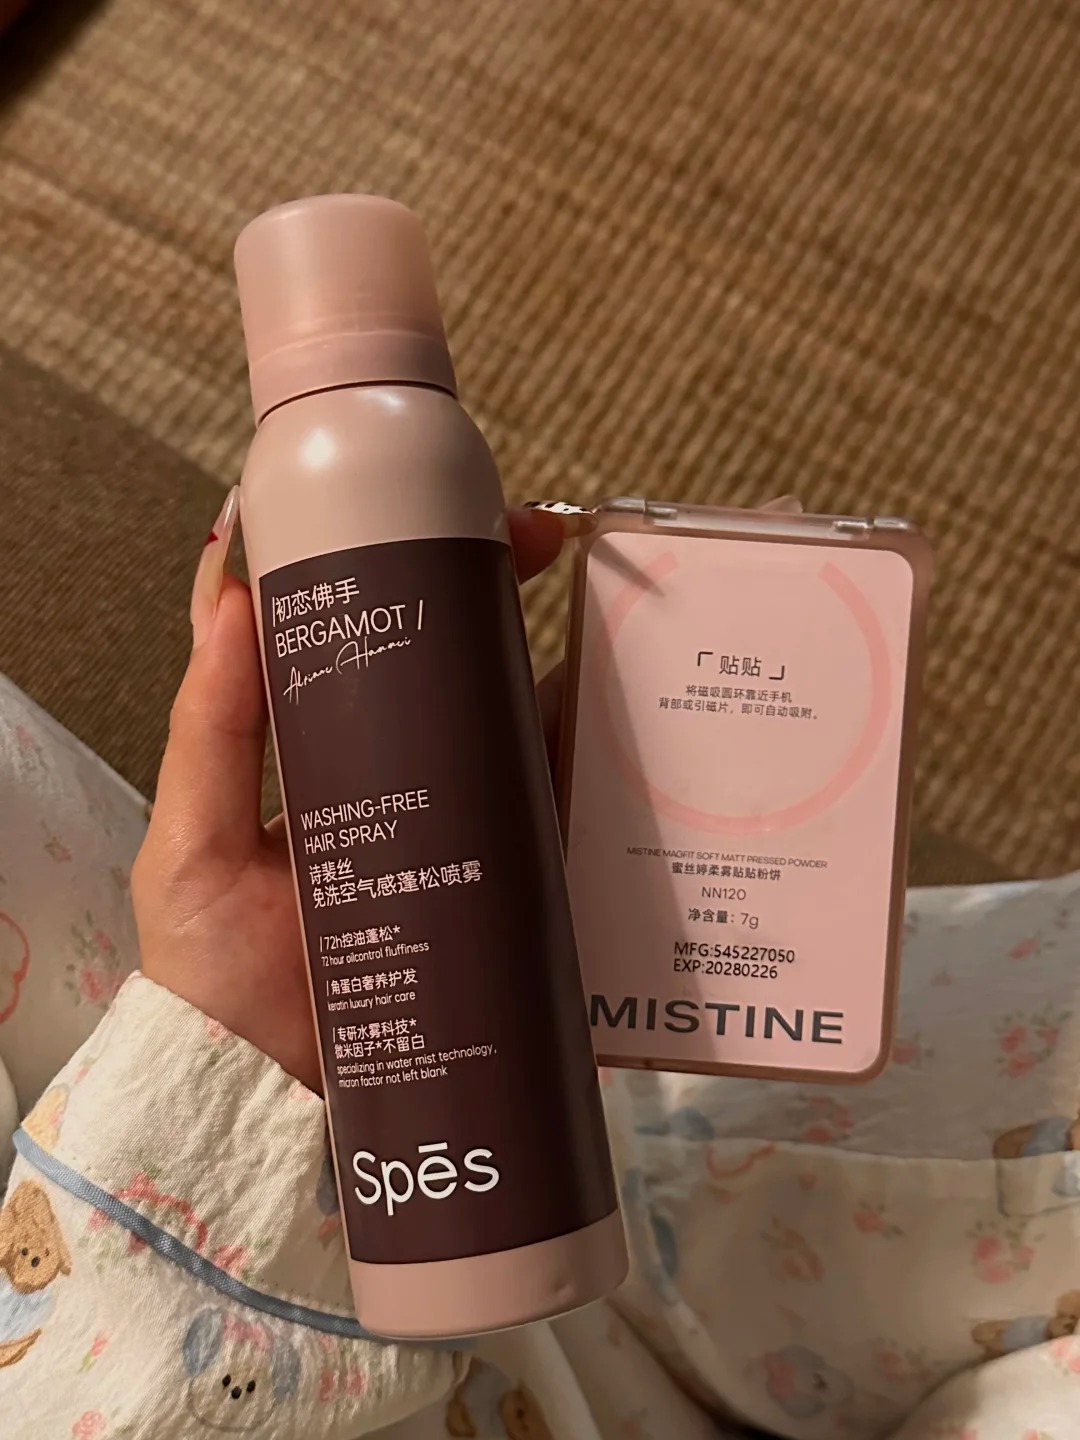 初恋佛手
BERGAMOT /
WASHING-FREE
HAIR SPRAY
诗裴丝
免洗空气感蓬松喷雾
72h控油蓬松*
72 hour oilcontrol fluffiness
角蛋白奢养护发
keratin luxury hair care
专研水雾科技*
微米因子*不留白
specializing in water mist technology,
micron factor not left blank
Spēs
「贴贴」
将磁吸圆环靠近手机
背部或引磁片，即可自动吸附。
MISTINE MAGFIT SOFT MATT PRESSED POWDER
蜜丝婷柔雾贴贴粉饼
NN120
净含量：7g
MFG:545227050
EXP:20280226
MISTINE